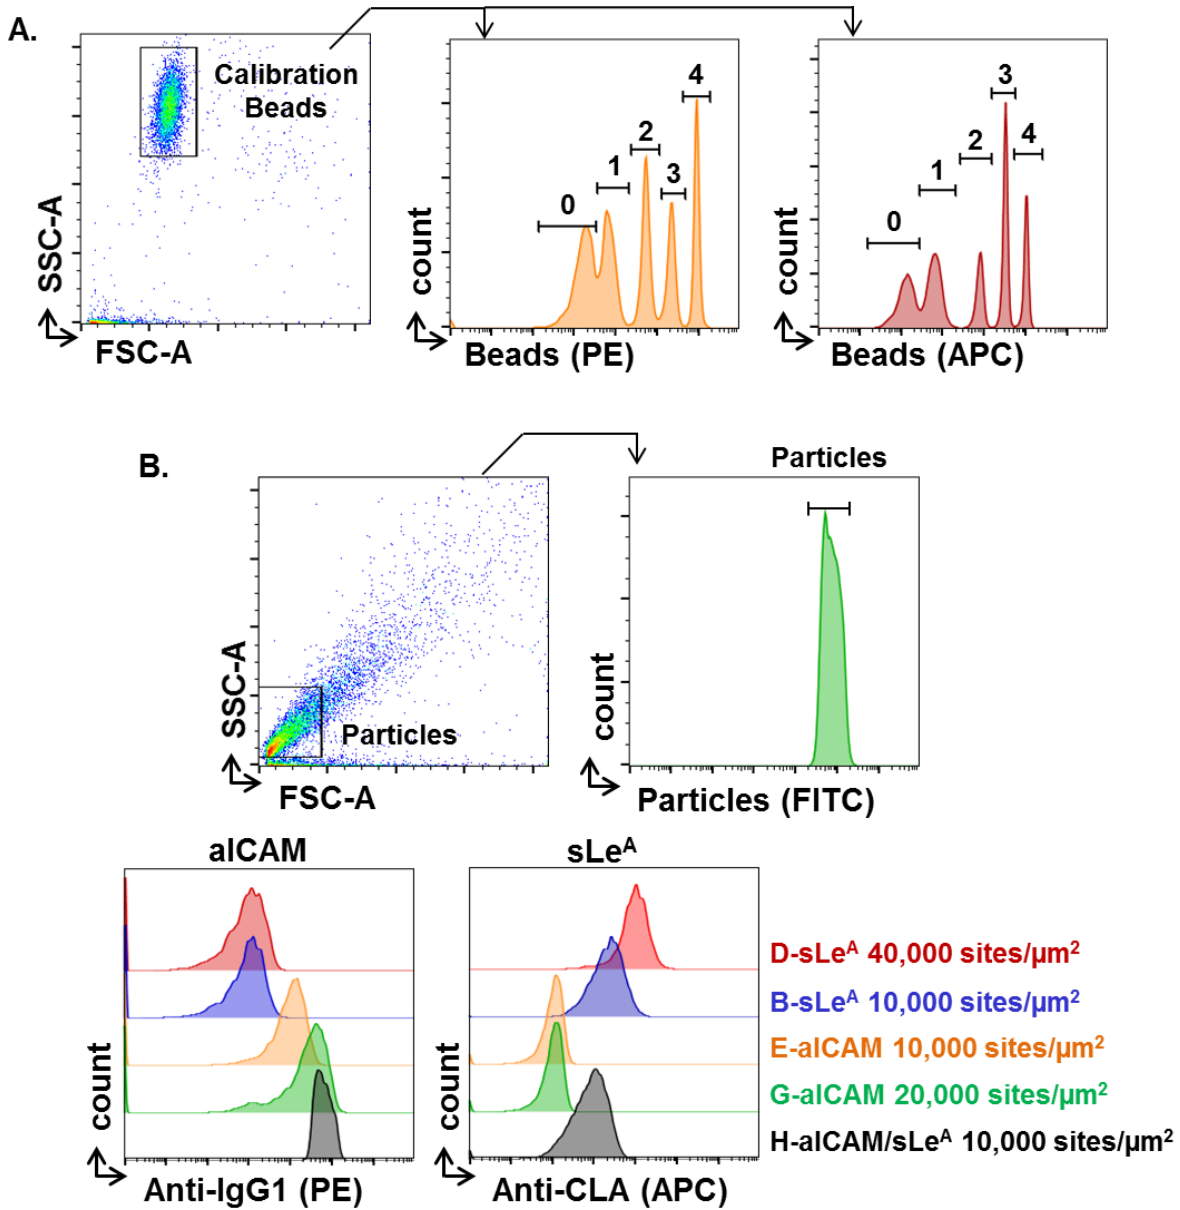 A.
Calibration
Beads
SSC-A
FSC-A
0
1
2
3
4
count
Beads (PE)
0
1
2
3
4
count
Beads (APC)
B.
SSC-A
Particles
FSC-A
Particles
count
Particles (FITC)
aICAM
count
Anti-IgG1 (PE)
sLeᴬ
count
Anti-CLA (APC)
D-sLeᴬ 40,000 sites/µm²
B-sLeᴬ 10,000 sites/µm²
E-aICAM 10,000 sites/µm²
G-aICAM 20,000 sites/µm²
H-aICAM/sLeᴬ 10,000 sites/µm²